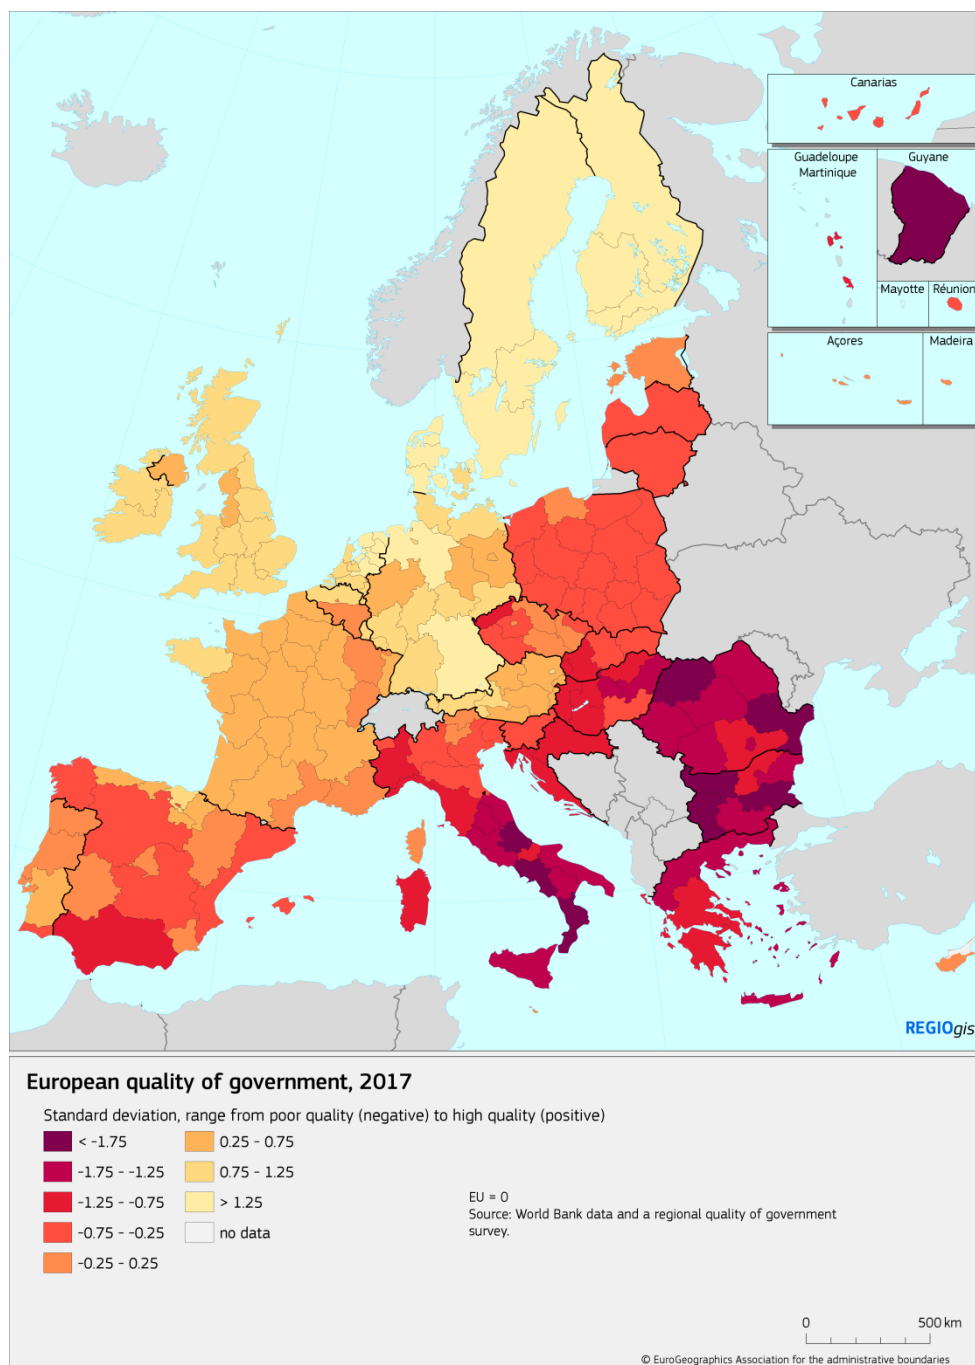 Canarias
Guadeloupe
Martinique
Guyane
Mayotte
Réunion
Açores
Madeira
REGIOgis
European quality of government, 2017
Standard deviation, range from poor quality (negative) to high quality (positive)
< -1.75
-1.75 - -1.25
-1.25 - -0.75
-0.75 - -0.25
-0.25 - 0.25
0.25 - 0.75
0.75 - 1.25
> 1.25
no data
EU = 0
Source: World Bank data and a regional quality of government
survey.
0 500 km
© EuroGeographics Association for the administrative boundaries